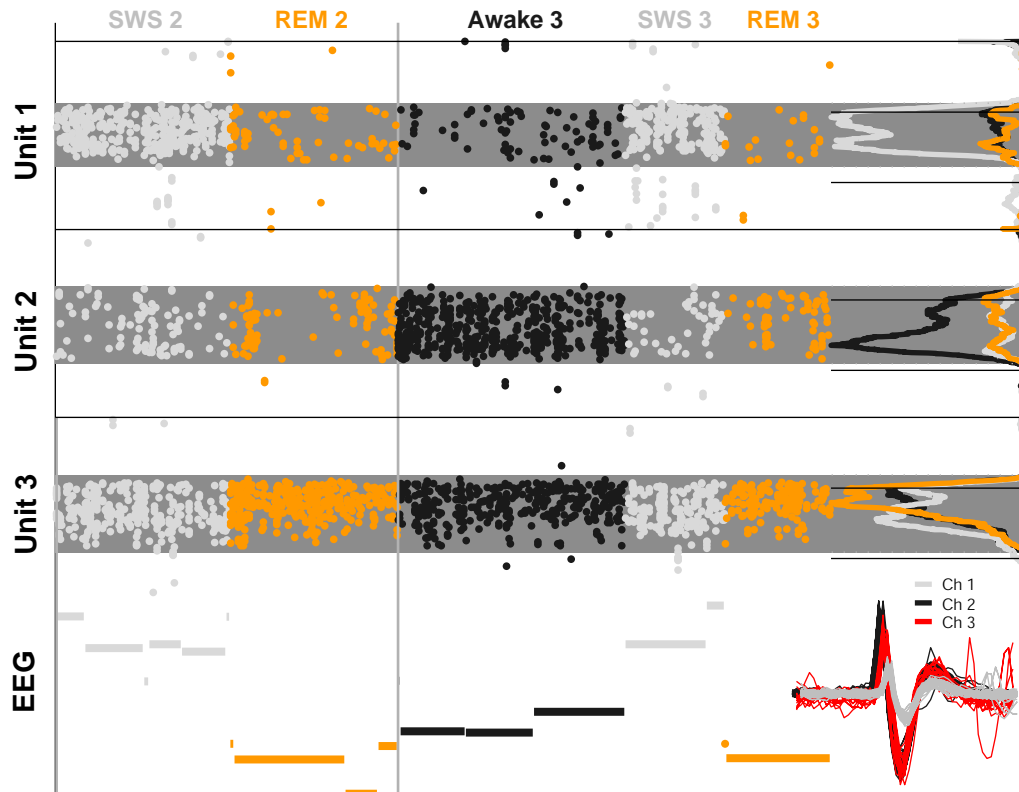 SWS 2 REM 2 Awake 3 SWS 3 REM 3
Unit 1
Unit 2
Unit 3
EEG
Ch 1
Ch 2
Ch 3